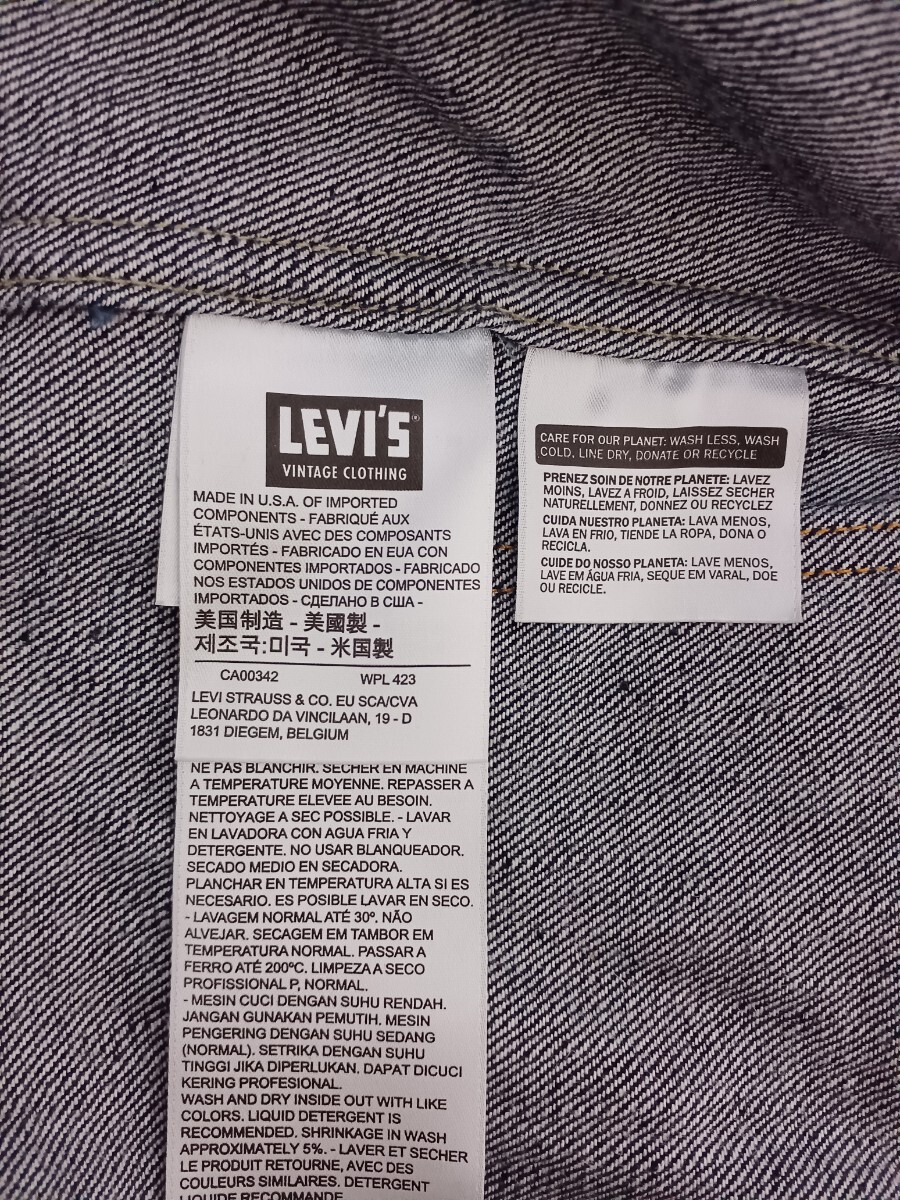 LEVI'S®
VINTAGE CLOTHING
MADE IN U.S.A. OF IMPORTED
COMPONENTS - FABRIQUÉ AUX
ÉTATS-UNIS AVEC DES COMPOSANTS
IMPORTÉS - FABRICADO EN EUA CON
COMPONENTES IMPORTADOS - FABRICADO
NOS ESTADOS UNIDOS DE COMPONENTES
IMPORTADOS - СДЕЛАНО В США -
美国制造 - 美國製 -
제조국:미국 - 米国製
CA00342 WPL 423
LEVI STRAUSS & CO. EU SCA/CVA
LEONARDO DA VINCILAAN, 19 - D
1831 DIEGEM, BELGIUM
NE PAS BLANCHIR. SECHER EN MACHINE
A TEMPERATURE MOYENNE. REPASSER A
TEMPERATURE ELEVEE AU BESOIN.
NETTOYAGE A SEC POSSIBLE. - LAVAR
EN LAVADORA CON AGUA FRIA Y
DETERGENTE. NO USAR BLANQUEADOR.
SECADO MEDIO EN SECADORA.
PLANCHAR EN TEMPERATURA ALTA SI ES
NECESARIO. ES POSIBLE LAVAR EN SECO.
- LAVAGEM NORMAL ATÉ 30º. NÃO
ALVEJAR. SECAGEM EM TAMBOR EM
TEMPERATURA NORMAL. PASSAR A
FERRO ATÉ 200ºC. LIMPEZA A SECO
PROFISSIONAL P, NORMAL.
- MESIN CUCI DENGAN SUHU RENDAH.
JANGAN GUNAKAN PEMUTIH. MESIN
PENGERING DENGAN SUHU SEDANG
(NORMAL). SETRIKA DENGAN SUHU
TINGGI JIKA DIPERLUKAN. DAPAT DICUCI
KERING PROFESIONAL.
WASH AND DRY INSIDE OUT WITH LIKE
COLORS. LIQUID DETERGENT IS
RECOMMENDED. SHRINKAGE IN WASH
APPROXIMATELY 5%. - LAVER ET SECHER
LE PRODUIT RETOURNE, AVEC DES
COULEURS SIMILAIRES. DETERGENT
LIQUIDE RECOMMANDE.
CARE FOR OUR PLANET: WASH LESS, WASH
COLD, LINE DRY, DONATE OR RECYCLE
PRENEZ SOIN DE NOTRE PLANETE: LAVEZ
MOINS, LAVEZ A FROID, LAISSEZ SECHER
NATURELLEMENT, DONNEZ OU RECYCLEZ
CUIDA NUESTRO PLANETA: LAVA MENOS,
LAVA EN FRIO, TIENDE LA ROPA, DONA O
RECICLA.
CUIDE DO NOSSO PLANETA: LAVE MENOS,
LAVE EM ÁGUA FRIA, SEQUE EM VARAL, DOE
OU RECICLE.